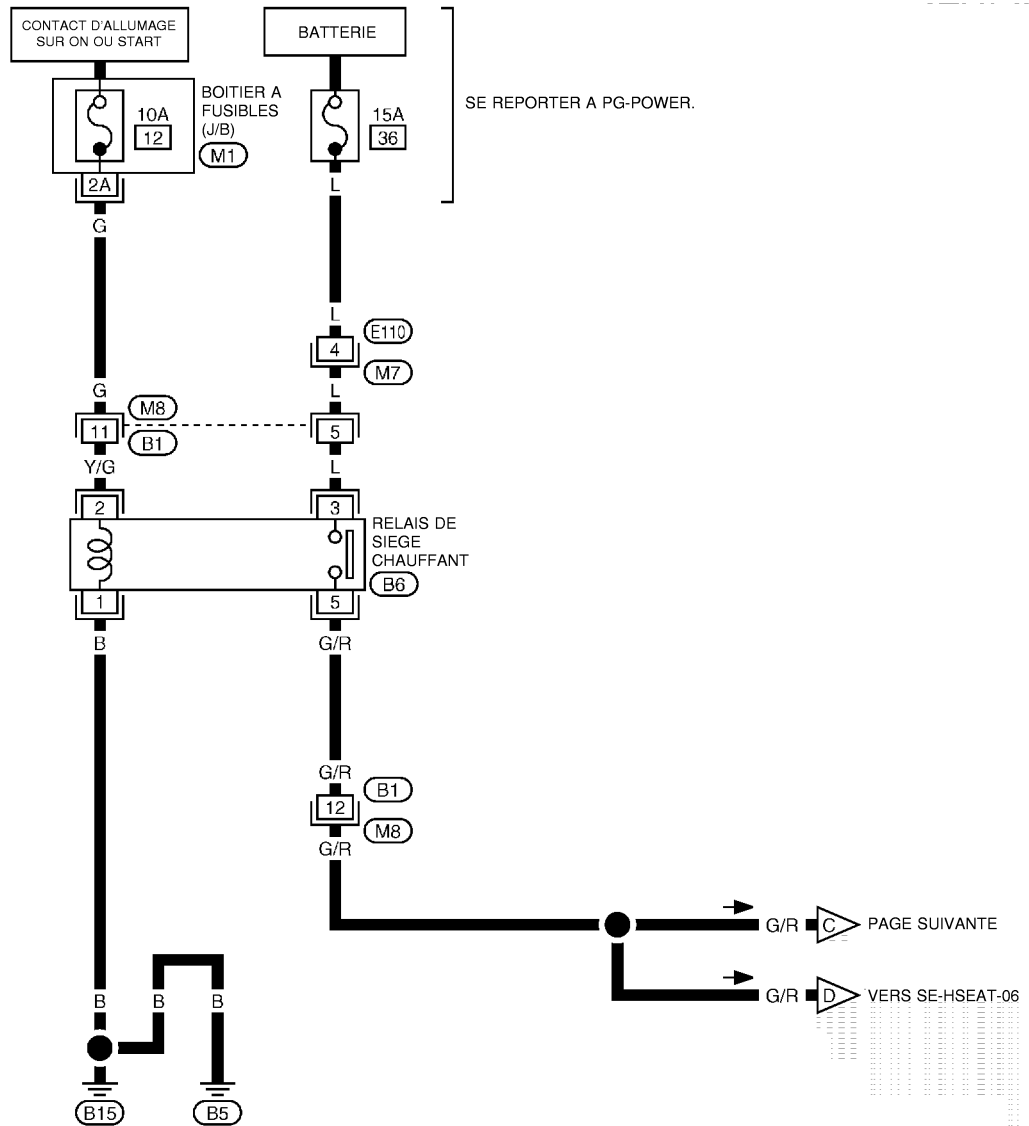 CONTACT D'ALLUMAGE
SUR ON OU START
BATTERIE
10A
12
BOITIER A
FUSIBLES
(J/B)
M1
15A
36
SE REPORTER A PG-POWER.
2A
L
G
L
E110
4
M7
G
L
M8
11
5
B1
Y/G
L
2
3
RELAIS DE
SIEGE
CHAUFFANT
B6
1
5
B
G/R
G/R
B1
12
M8
G/R
G/R
C
PAGE SUIVANTE
G/R
D
VERS SE-HSEAT-06
B
B
B
B15
B5